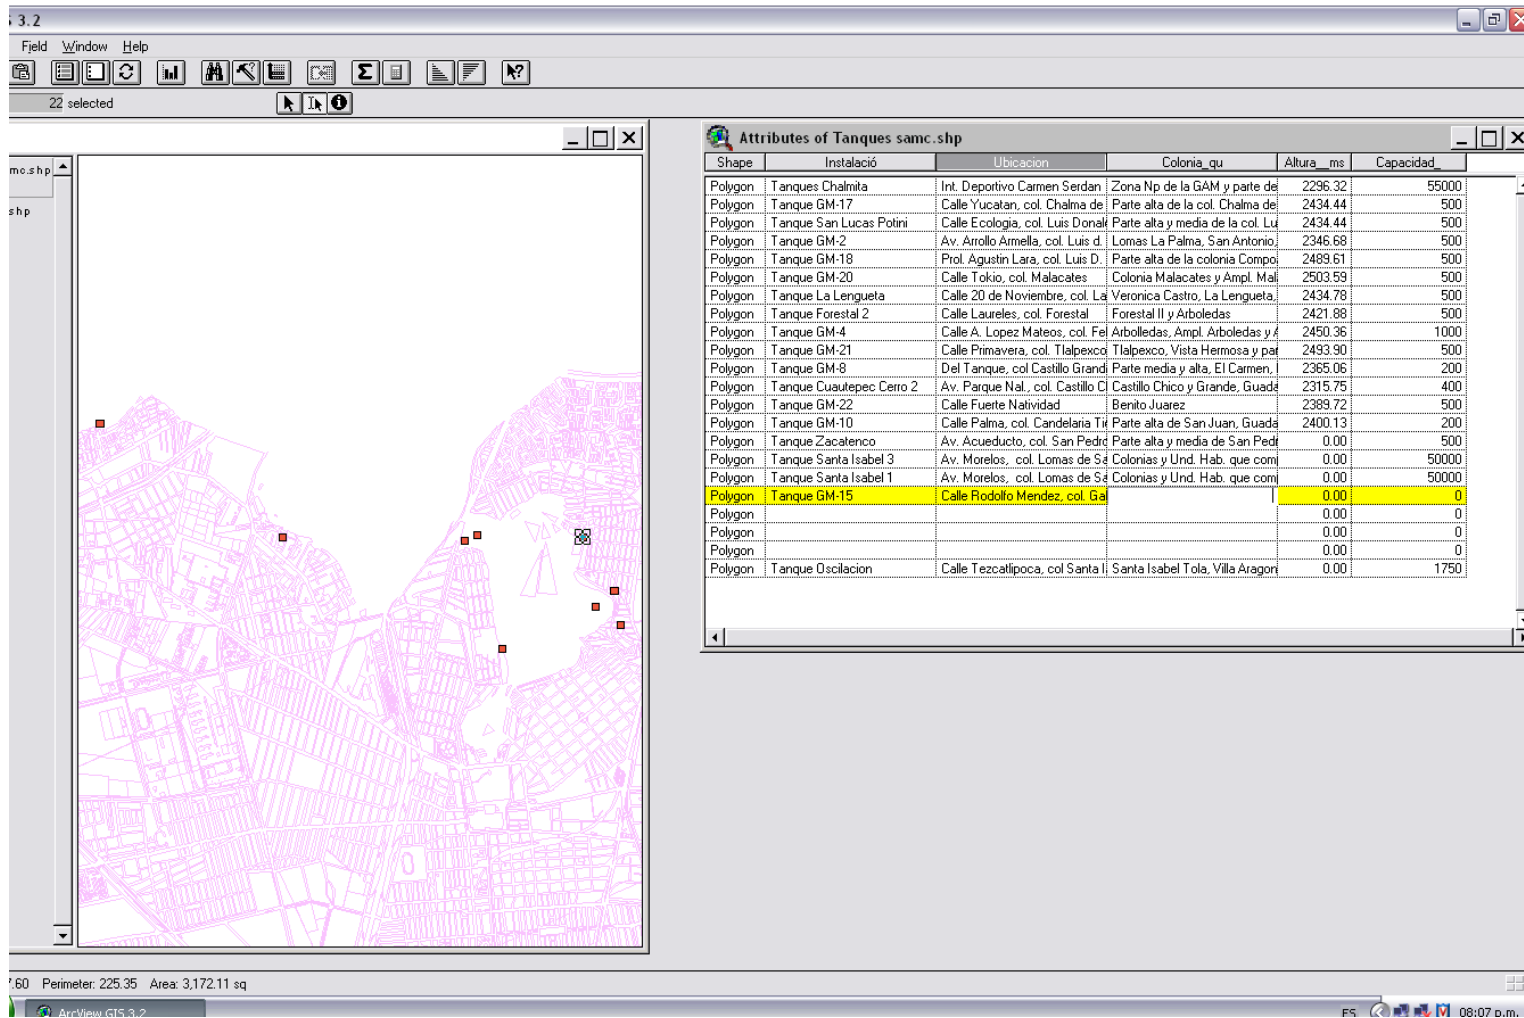 S 3.2
Field Window Help
22 selected
mc.shp
shp
Attributes of Tanques samc.shp
Shape Instalació Ubicacion Colonia_qu Altura__ms Capacidad_
Polygon Tanques Chalmita Int. Deportivo Carmen Serdan Zona Np de la GAM y parte de 2296.32 55000
Polygon Tanque GM-17 Calle Yucatan, col. Chalma de Parte alta de la col. Chalma de 2434.44 500
Polygon Tanque San Lucas Potini Calle Ecologia, col. Luis Donal Parte alta y media de la col. Lu 2434.44 500
Polygon Tanque GM-2 Av. Arrollo Armella, col. Luis d. Lomas La Palma, San Antonio, 2346.68 500
Polygon Tanque GM-18 Prol. Agustin Lara, col. Luis D. Parte alta de la colonia Compo 2489.61 500
Polygon Tanque GM-20 Calle Tokio, col. Malacates Colonia Malacates y Ampl. Mal 2503.59 500
Polygon Tanque La Lengueta Calle 20 de Noviembre, col. La Veronica Castro, La Lengueta, 2434.78 500
Polygon Tanque Forestal 2 Calle Laureles, col. Forestal Forestal II y Arboledas 2421.88 500
Polygon Tanque GM-4 Calle A. Lopez Mateos, col. Fel Arbolledas, Ampl. Arboledas y A 2450.36 1000
Polygon Tanque GM-21 Calle Primavera, col. Tlalpexco Tlalpexco, Vista Hermosa y par 2493.90 500
Polygon Tanque GM-8 Del Tanque, col Castillo Grand Parte media y alta, El Carmen, 2365.06 200
Polygon Tanque Cuautepec Cerro 2 Av. Parque Nal., col. Castillo C Castillo Chico y Grande, Guada 2315.75 400
Polygon Tanque GM-22 Calle Fuerte Natividad Benito Juarez 2389.72 500
Polygon Tanque GM-10 Calle Palma, col. Candelaria Ti Parte alta de San Juan, Guada 2400.13 200
Polygon Tanque Zacatenco Av. Acueducto, col. San Pedro Parte alta y media de San Pedr 0.00 500
Polygon Tanque Santa Isabel 3 Av. Morelos, col. Lomas de Sa Colonias y Und. Hab. que com 0.00 50000
Polygon Tanque Santa Isabel 1 Av. Morelos, col. Lomas de Sa Colonias y Und. Hab. que com 0.00 50000
Polygon Tanque GM-15 Calle Rodolfo Mendez, col. Gal 0.00 0
Polygon 0.00 0
Polygon 0.00 0
Polygon 0.00 0
Polygon Tanque Oscilacion Calle Tezcatlipoca, col Santa I Santa Isabel Tola, Villa Aragon 0.00 1750
7.60 Perimeter: 225.35 Area: 3,172.11 sq
ArcView GIS 3.2 ES 08:07 p.m.